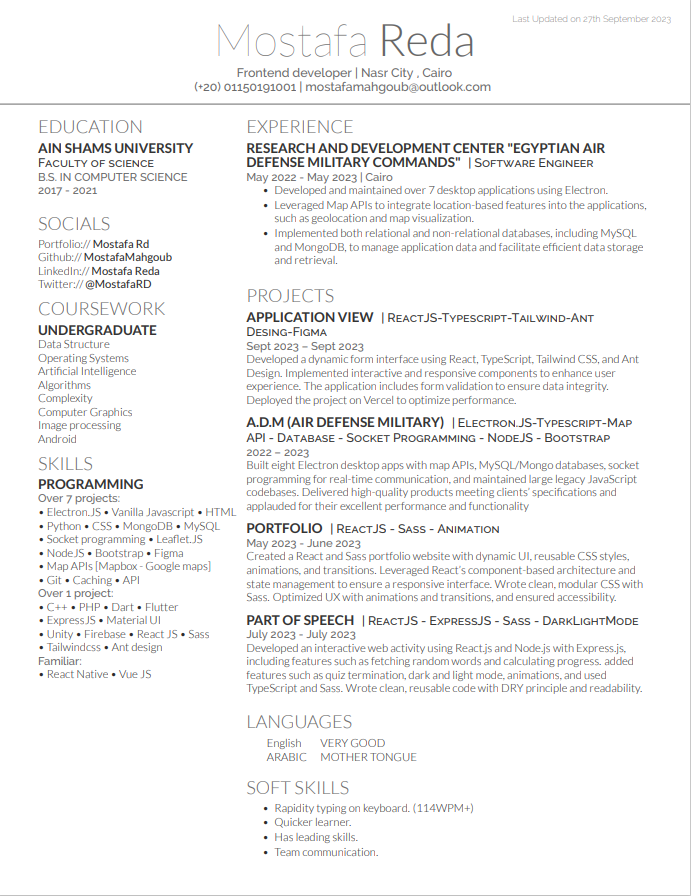 Last Updated on 27th September 2023
Mostafa Reda
Frontend developer | Nasr City , Cairo
(+20) 01150191001 | mostafamahgoub@outlook.com
EDUCATION
AIN SHAMS UNIVERSITY
Faculty of science
B.S. IN COMPUTER SCIENCE
2017 - 2021
SOCIALS
Portfolio:// Mostafa Rd
Github:// MostafaMahgoub
LinkedIn:// Mostafa Reda
Twitter:// @MostafaRD
COURSEWORK
UNDERGRADUATE
Data Structure
Operating Systems
Artificial Intelligence
Algorithms
Complexity
Computer Graphics
Image processing
Android
SKILLS
PROGRAMMING
Over 7 projects:
• Electron.JS • Vanilla Javascript • HTML
• Python • CSS • MongoDB • MySQL
• Socket programming • Leaflet.JS
• NodeJS • Bootstrap • Figma
• Map APIs [Mapbox - Google maps]
• Git • Caching • API
Over 1 project:
• C++ • PHP • Dart • Flutter
• ExpressJS • Material UI
• Unity • Firebase • React JS • Sass
• Tailwindcss • Ant design
Familiar:
• React Native • Vue JS
EXPERIENCE
RESEARCH AND DEVELOPMENT CENTER "EGYPTIAN AIR
DEFENSE MILITARY COMMANDS" | Software Engineer
May 2022 - May 2023 | Cairo
• Developed and maintained over 7 desktop applications using Electron.
• Leveraged Map APIs to integrate location-based features into the applications,
such as geolocation and map visualization.
• Implemented both relational and non-relational databases, including MySQL
and MongoDB, to manage application data and facilitate efficient data storage
and retrieval.
PROJECTS
APPLICATION VIEW | ReactJS-Typescript-Tailwind-Ant
Desing-Figma
Sept 2023 – Sept 2023
Developed a dynamic form interface using React, TypeScript, Tailwind CSS, and Ant
Design. Implemented interactive and responsive components to enhance user
experience. The application includes form validation to ensure data integrity.
Deployed the project on Vercel to optimize performance.
A.D.M (AIR DEFENSE MILITARY) | Electron.JS-Typescript-Map
API - Database - Socket Programming - NodeJS - Bootstrap
2022 – 2023
Built eight Electron desktop apps with map APIs, MySQL/Mongo databases, socket
programming for real-time communication, and maintained large legacy JavaScript
codebases. Delivered high-quality products meeting clients' specifications and
applauded for their excellent performance and functionality
PORTFOLIO | ReactJS - Sass - Animation
May 2023 - June 2023
Created a React and Sass portfolio website with dynamic UI, reusable CSS styles,
animations, and transitions. Leveraged React's component-based architecture and
state management to ensure a responsive interface. Wrote clean, modular CSS with
Sass. Optimized UX with animations and transitions, and ensured accessibility.
PART OF SPEECH | ReactJS - ExpressJS - Sass - DarkLightMode
July 2023 - July 2023
Developed an interactive web activity using React.js and Node.js with Express.js,
including features such as fetching random words and calculating progress. added
features such as quiz termination, dark and light mode, animations, and used
TypeScript and Sass. Wrote clean, reusable code with DRY principle and readability.
LANGUAGES
English VERY GOOD
ARABIC MOTHER TONGUE
SOFT SKILLS
• Rapidity typing on keyboard. (114WPM+)
• Quicker learner.
• Has leading skills.
• Team communication.